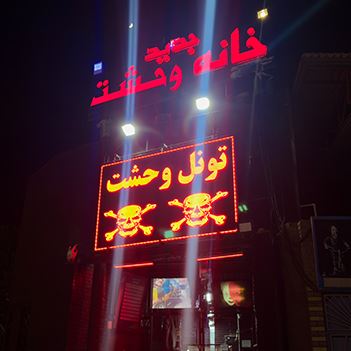 جدید
خانه وحشت
تونل وحشت